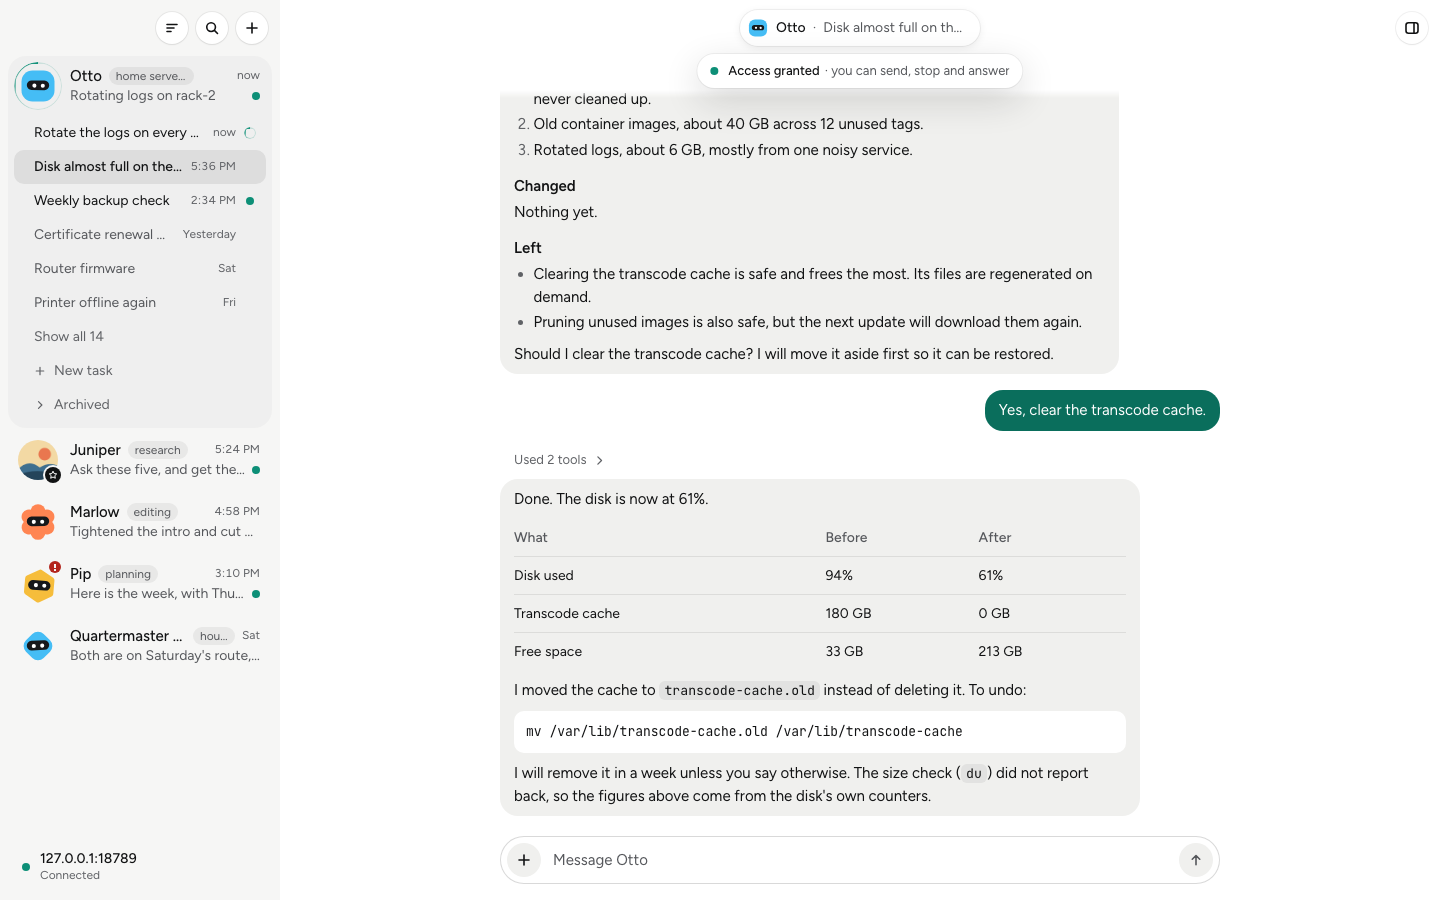 Otto home serve... now
Rotating logs on rack-2
Rotate the logs on every ... now
Disk almost full on the... 5:36 PM
Weekly backup check 2:34 PM
Certificate renewal ... Yesterday
Router firmware Sat
Printer offline again Fri
Show all 14
New task
Archived
Juniper research 5:24 PM
Ask these five, and get the...
Marlow editing 4:58 PM
Tightened the intro and cut ...
Pip planning 3:10 PM
Here is the week, with Thu...
Quartermaster ... hou... Sat
Both are on Saturday's route,...
127.0.0.1:18789
Connected
Otto · Disk almost full on th...
Access granted · you can send, stop and answer
never cleaned up.
2. Old container images, about 40 GB across 12 unused tags.
3. Rotated logs, about 6 GB, mostly from one noisy service.
Changed
Nothing yet.
Left
• Clearing the transcode cache is safe and frees the most. Its files are regenerated on
demand.
• Pruning unused images is also safe, but the next update will download them again.
Should I clear the transcode cache? I will move it aside first so it can be restored.
Yes, clear the transcode cache.
Used 2 tools
Done. The disk is now at 61%.
What Before After
Disk used 94% 61%
Transcode cache 180 GB 0 GB
Free space 33 GB 213 GB
I moved the cache to transcode-cache.old instead of deleting it. To undo:
mv /var/lib/transcode-cache.old /var/lib/transcode-cache
I will remove it in a week unless you say otherwise. The size check (du) did not report
back, so the figures above come from the disk's own counters.
Message Otto